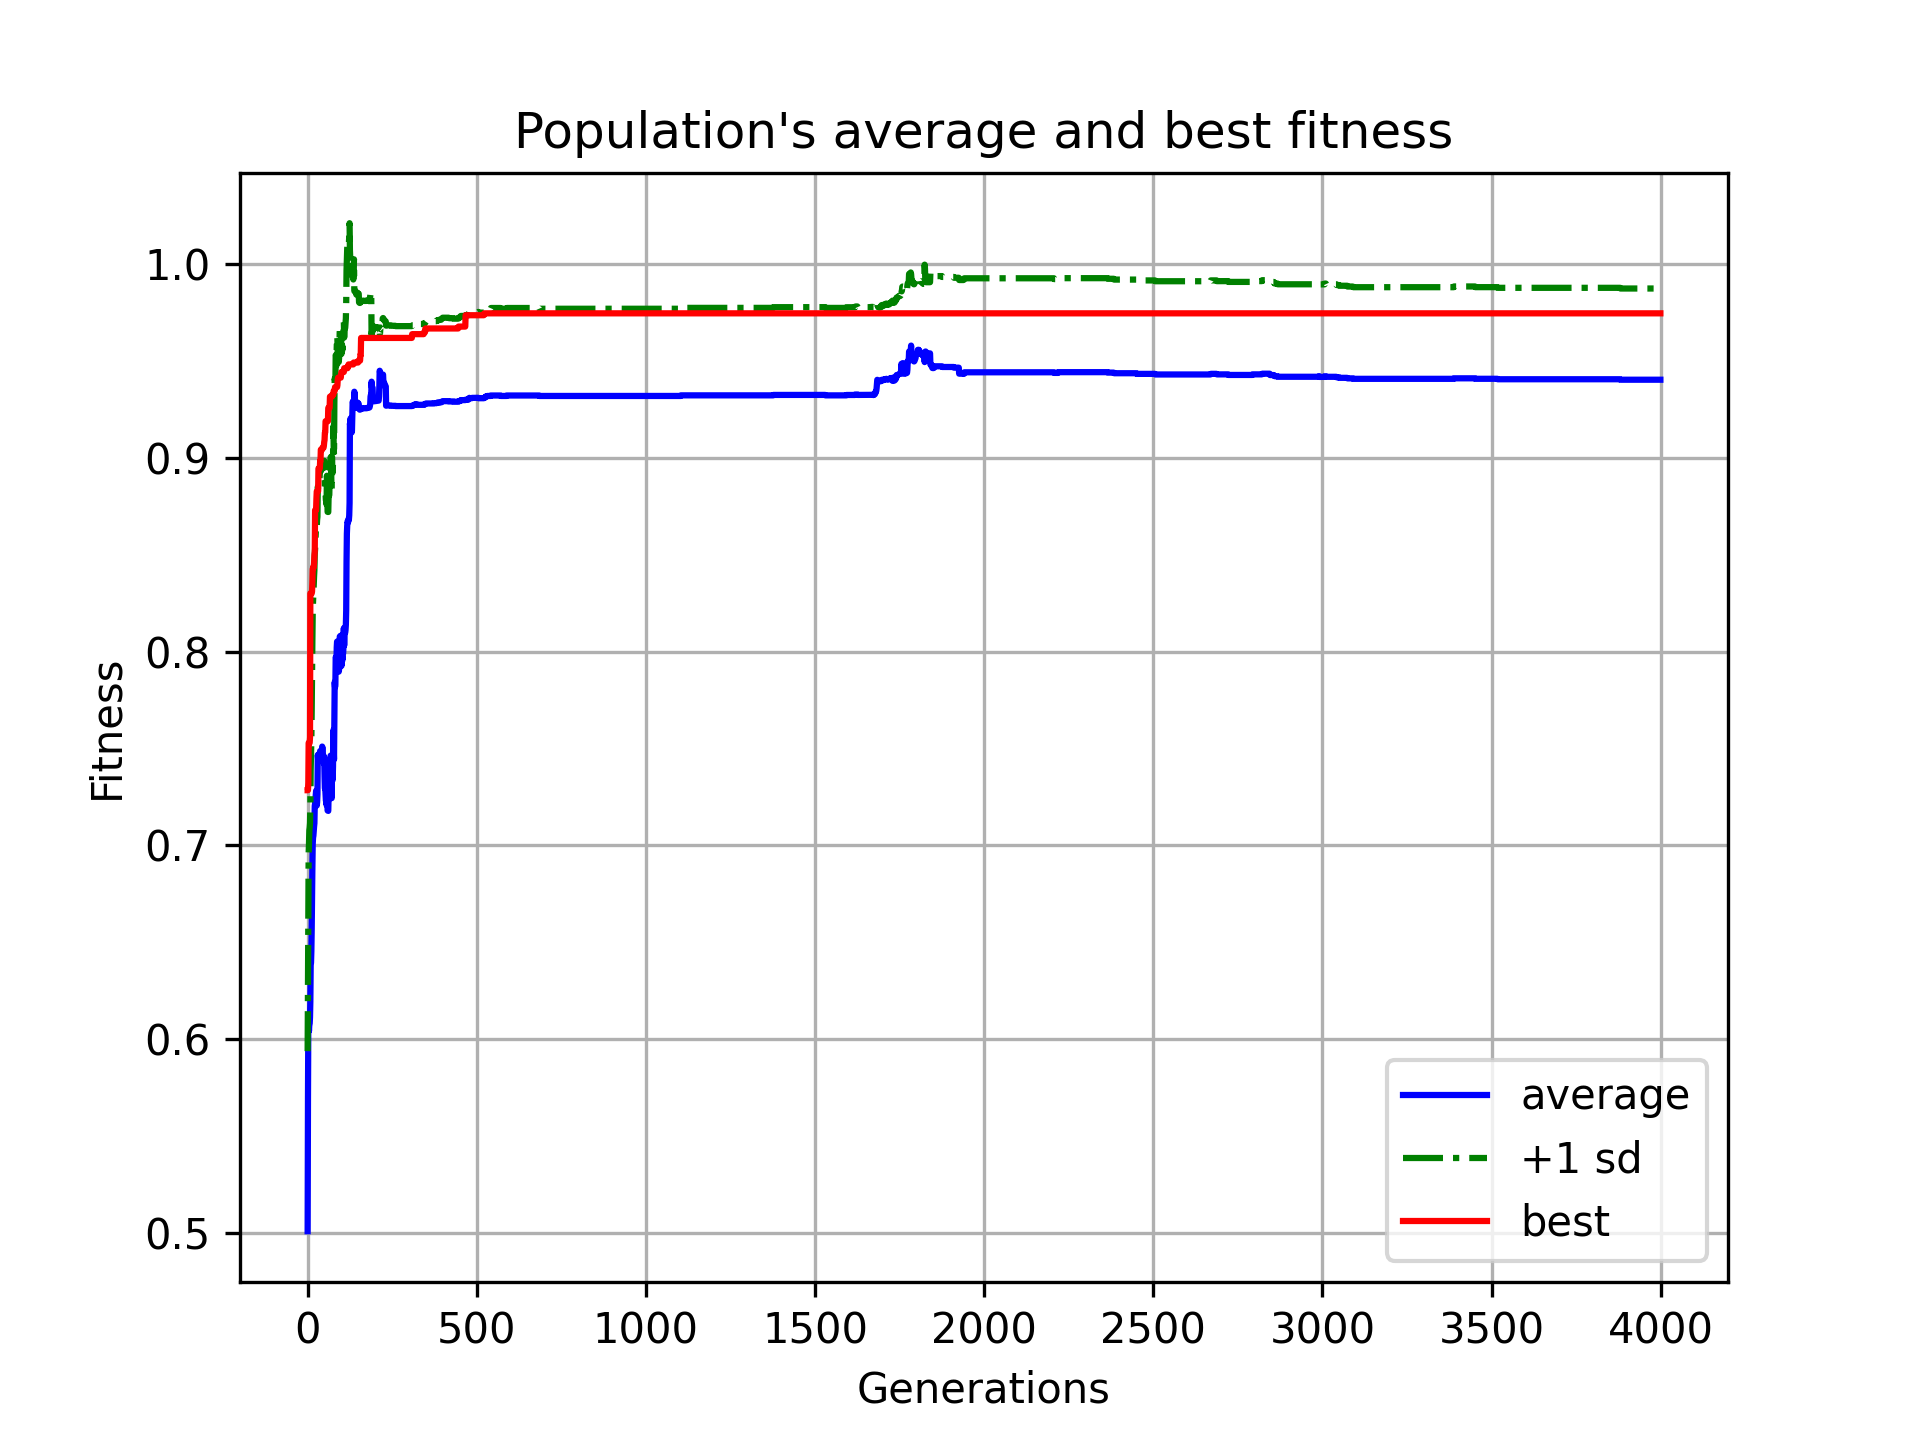 Population's average and best fitness
1.0
0.9
0.8
0.7
0.6
0.5
Fitness
0 500 1000 1500 2000 2500 3000 3500 4000
Generations
average
+1 sd
best